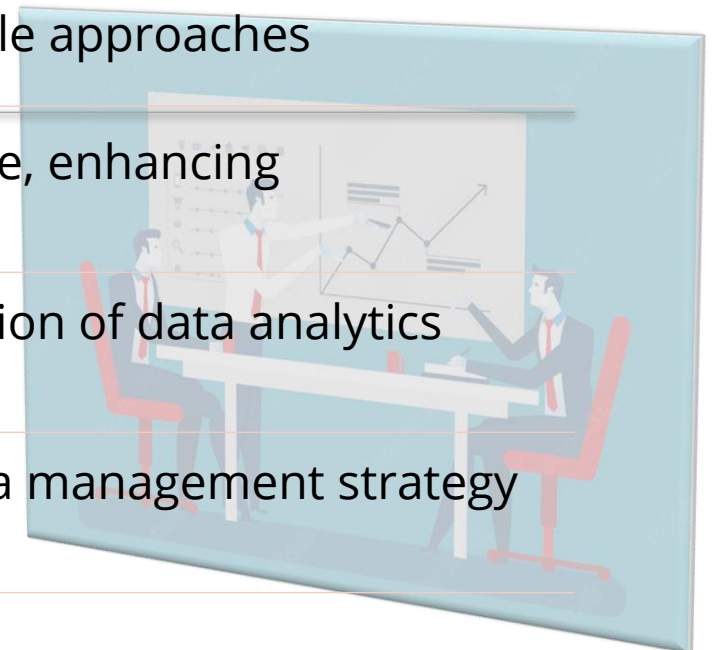 le approaches
e, enhancing
ion of data analytics
a management strategy